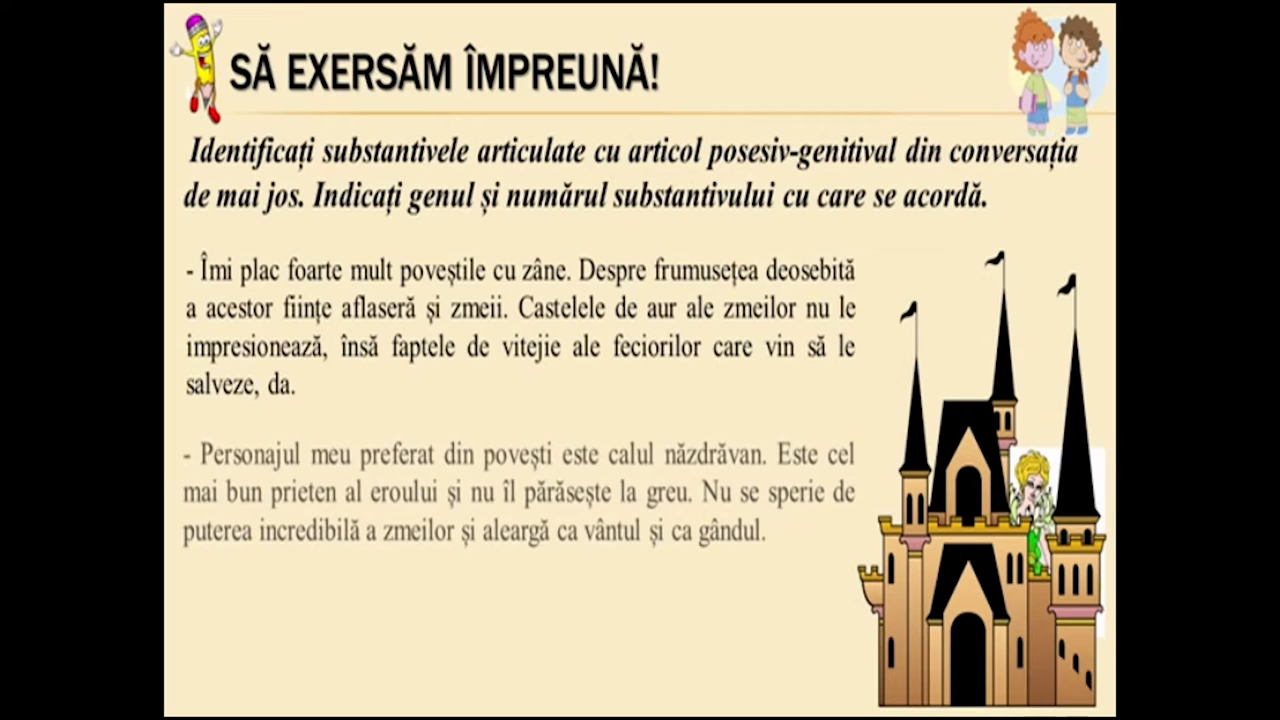 SĂ EXERSĂM ÎMPREUNĂ!
Identificați substantivele articulate cu articol posesiv-genitival din conversația
de mai jos. Indicați genul și numărul substantivului cu care se acordă.
- Îmi plac foarte mult poveștile cu zâne. Despre frumusețea deosebită
a acestor ființe aflaseră și zmeii. Castelele de aur ale zmeilor nu le
impresionează, însă faptele de vitejie ale feciorilor care vin să le
salveze, da.
- Personajul meu preferat din povești este calul năzdrăvan. Este cel
mai bun prieten al eroului și nu îl părăsește la greu. Nu se sperie de
puterea incredibilă a zmeilor și aleargă ca vântul și ca gândul.